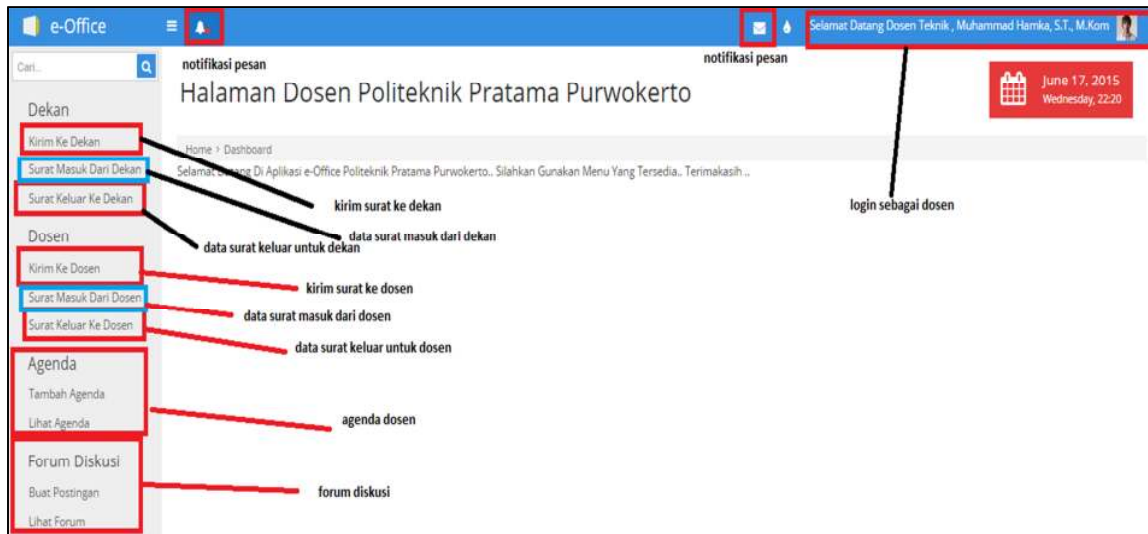 e-Office
Selamat Datang Dosen Teknik , Muhammad Hamka, S.T., M.Kom
Cari...
notifikasi pesan
notifikasi pesan
Halaman Dosen Politeknik Pratama Purwokerto
June 17, 2015
Wednesday, 22:20
Dekan
Kirim Ke Dekan
Home > Dashboard
Surat Masuk Dari Dekan
Selamat Datang Di Aplikasi e-Office Politeknik Pratama Purwokerto.. Silahkan Gunakan Menu Yang Tersedia.. Terimakasih ..
Surat Keluar Ke Dekan
kirim surat ke dekan
login sebagai dosen
Dosen
data surat masuk dari dekan
data surat keluar untuk dekan
Kirim Ke Dosen
kirim surat ke dosen
Surat Masuk Dari Dosen
data surat masuk dari dosen
Surat Keluar Ke Dosen
data surat keluar untuk dosen
Agenda
Tambah Agenda
Lihat Agenda
agenda dosen
Forum Diskusi
Buat Postingan
forum diskusi
Lihat Forum